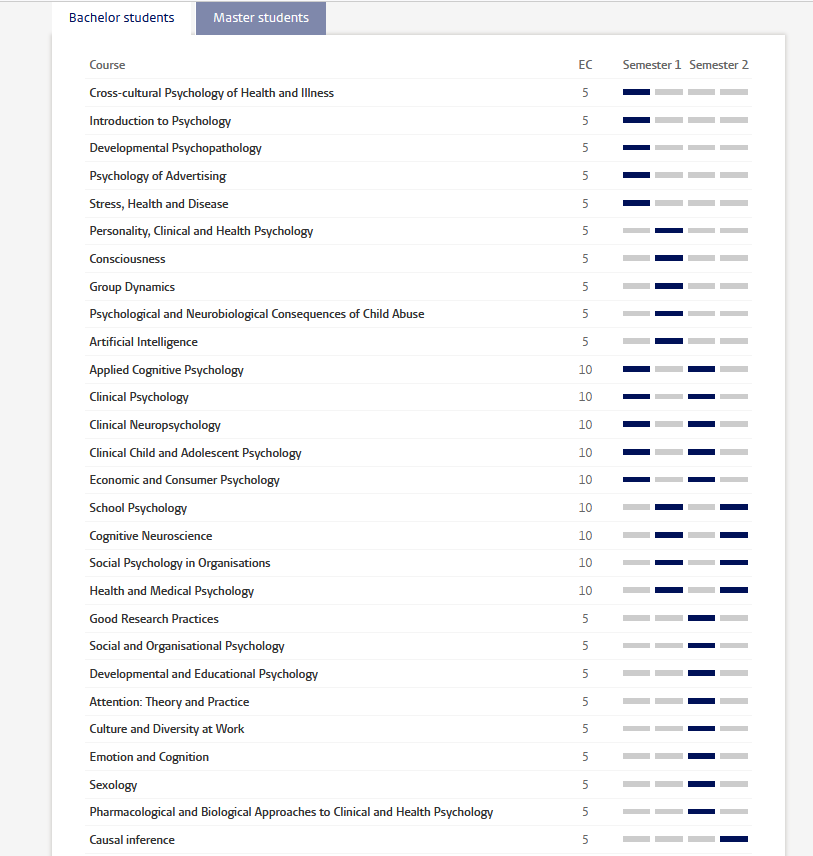 Bachelor students Master students
Course EC Semester 1 Semester 2
Cross-cultural Psychology of Health and Illness 5
Introduction to Psychology 5
Developmental Psychopathology 5
Psychology of Advertising 5
Stress, Health and Disease 5
Personality, Clinical and Health Psychology 5
Consciousness 5
Group Dynamics 5
Psychological and Neurobiological Consequences of Child Abuse 5
Artificial Intelligence 5
Applied Cognitive Psychology 10
Clinical Psychology 10
Clinical Neuropsychology 10
Clinical Child and Adolescent Psychology 10
Economic and Consumer Psychology 10
School Psychology 10
Cognitive Neuroscience 10
Social Psychology in Organisations 10
Health and Medical Psychology 10
Good Research Practices 5
Social and Organisational Psychology 5
Developmental and Educational Psychology 5
Attention: Theory and Practice 5
Culture and Diversity at Work 5
Emotion and Cognition 5
Sexology 5
Pharmacological and Biological Approaches to Clinical and Health Psychology 5
Causal inference 5